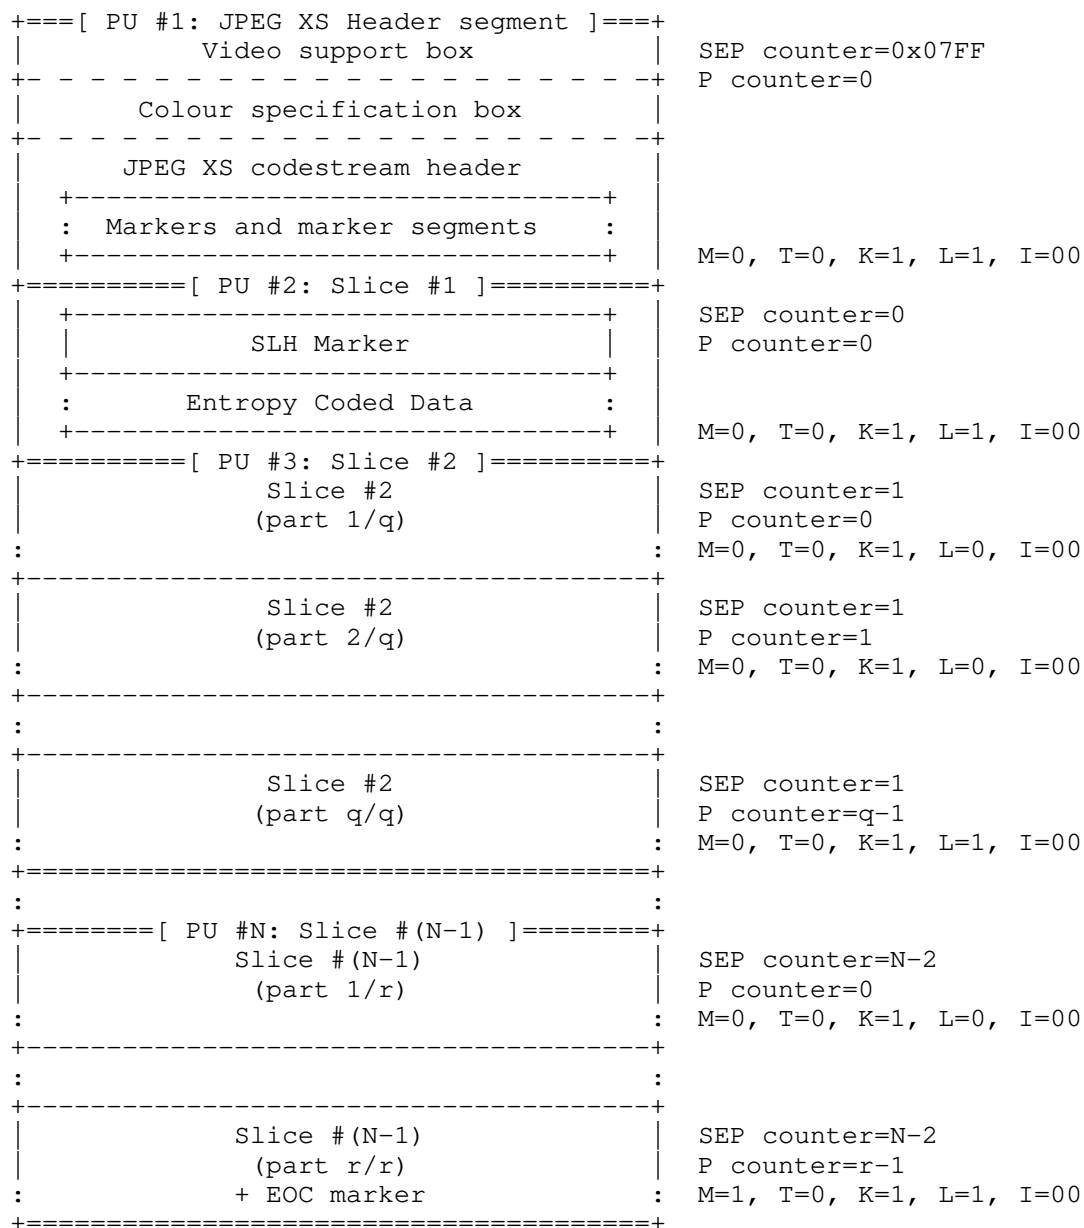 +===[ PU #1: JPEG XS Header segment ]===+
| Video support box | SEP counter=0x07FF
+- - - - - - - - - - - - - - - - - - - -+ P counter=0
| Colour specification box |
+- - - - - - - - - - - - - - - - - - - -+
| JPEG XS codestream header |
| +-----------------------------------+ |
| : Markers and marker segments : |
| +-----------------------------------+ | M=0, T=0, K=1, L=1, I=00
+==========[ PU #2: Slice #1 ]==========+
| +-----------------------------------+ | SEP counter=0
| | SLH Marker | | P counter=0
| +-----------------------------------+ |
| : Entropy Coded Data : |
| +-----------------------------------+ | M=0, T=0, K=1, L=1, I=00
+==========[ PU #3: Slice #2 ]==========+
| Slice #2 | SEP counter=1
| (part 1/q) | P counter=0
: : M=0, T=0, K=1, L=0, I=00
+---------------------------------------+
| Slice #2 | SEP counter=1
| (part 2/q) | P counter=1
: : M=0, T=0, K=1, L=0, I=00
+---------------------------------------+
: :
+---------------------------------------+
| Slice #2 | SEP counter=1
| (part q/q) | P counter=q-1
: : M=0, T=0, K=1, L=1, I=00
+=======================================+
: :
+========[ PU #N: Slice #(N-1) ]========+
| Slice #(N-1) | SEP counter=N-2
| (part 1/r) | P counter=0
: : M=0, T=0, K=1, L=0, I=00
+---------------------------------------+
: :
+---------------------------------------+
| Slice #(N-1) | SEP counter=N-2
| (part r/r) | P counter=r-1
: + EOC marker : M=1, T=0, K=1, L=1, I=00
+=======================================+